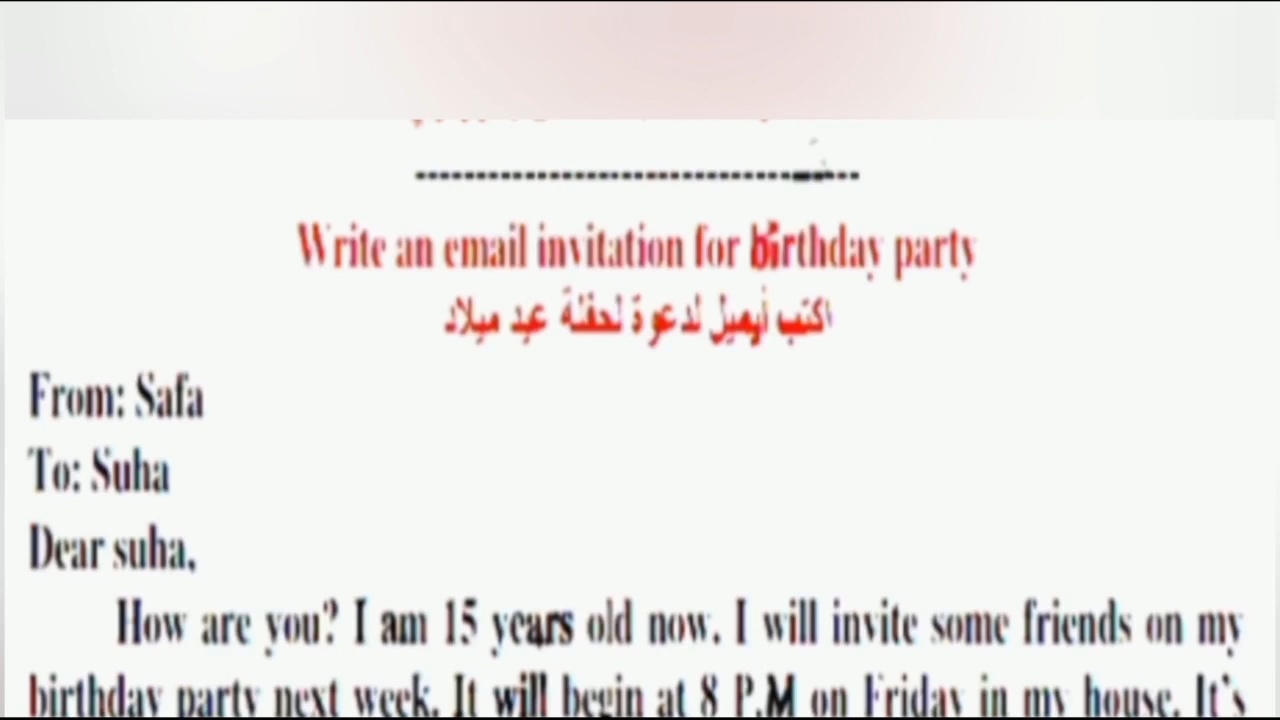 ----------------------------------
Write an email invitation for birthday party
اكتب أيميل لدعوة لحفلة عيد ميلاد
From: Safa
To: Suha
Dear suha,
How are you? I am 15 years old now. I will invite some friends on my
birthday party next week. It will begin at 8 P.M on Friday in my house. It's